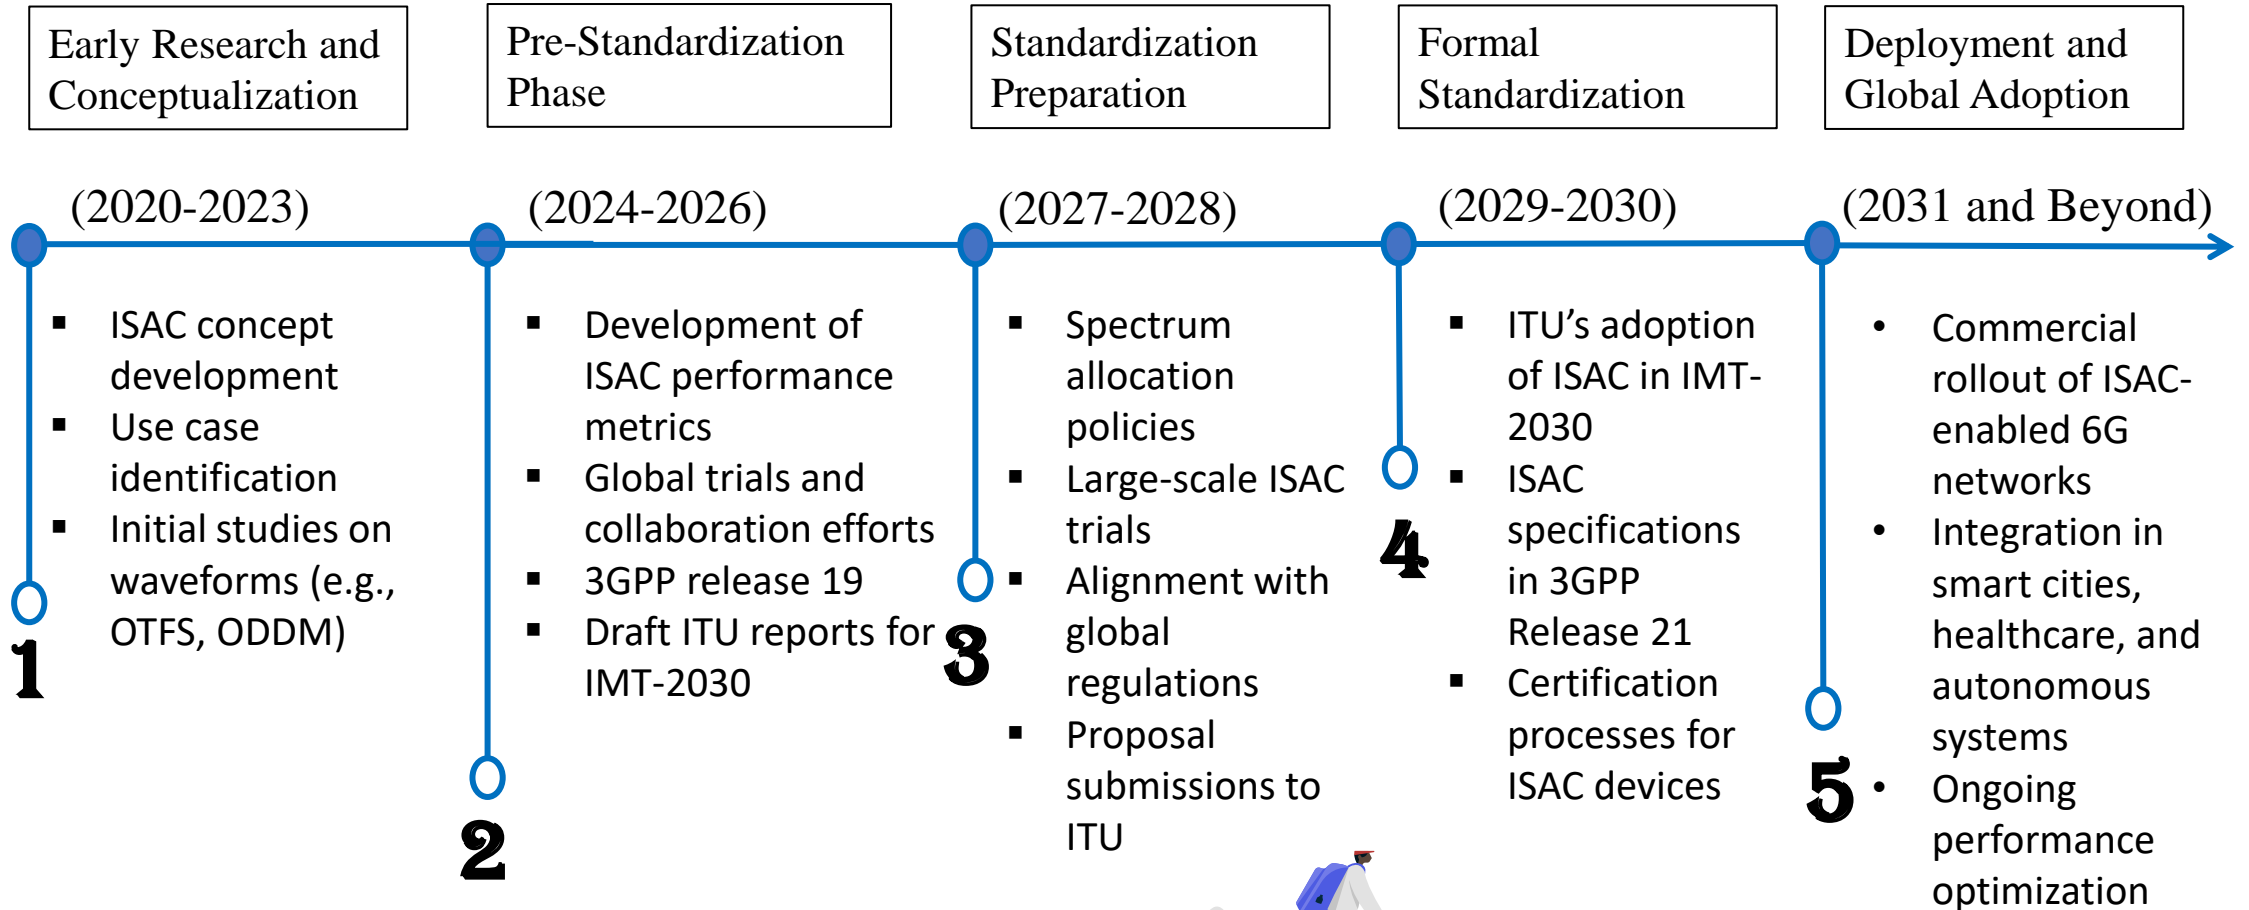 Early Research and
Conceptualization
Pre-Standardization
Phase
Standardization
Preparation
Formal
Standardization
Deployment and
Global Adoption
(2020-2023)
(2024-2026)
(2027-2028)
(2029-2030)
(2031 and Beyond)
▪ ISAC concept
development
▪ Use case
identification
▪ Initial studies on
waveforms (e.g.,
OTFS, ODDM)
1
▪ Development of
ISAC performance
metrics
▪ Global trials and
collaboration efforts
▪ 3GPP release 19
▪ Draft ITU reports for
IMT-2030
2
▪ Spectrum
allocation
policies
▪ Large-scale ISAC
trials
▪ Alignment with
global
regulations
▪ Proposal
submissions to
ITU
3
▪ ITU’s adoption
of ISAC in IMT-
2030
▪ ISAC
specifications
in 3GPP
Release 21
▪ Certification
processes for
ISAC devices
4
• Commercial
rollout of ISAC-
enabled 6G
networks
• Integration in
smart cities,
healthcare, and
autonomous
systems
• Ongoing
performance
optimization
5